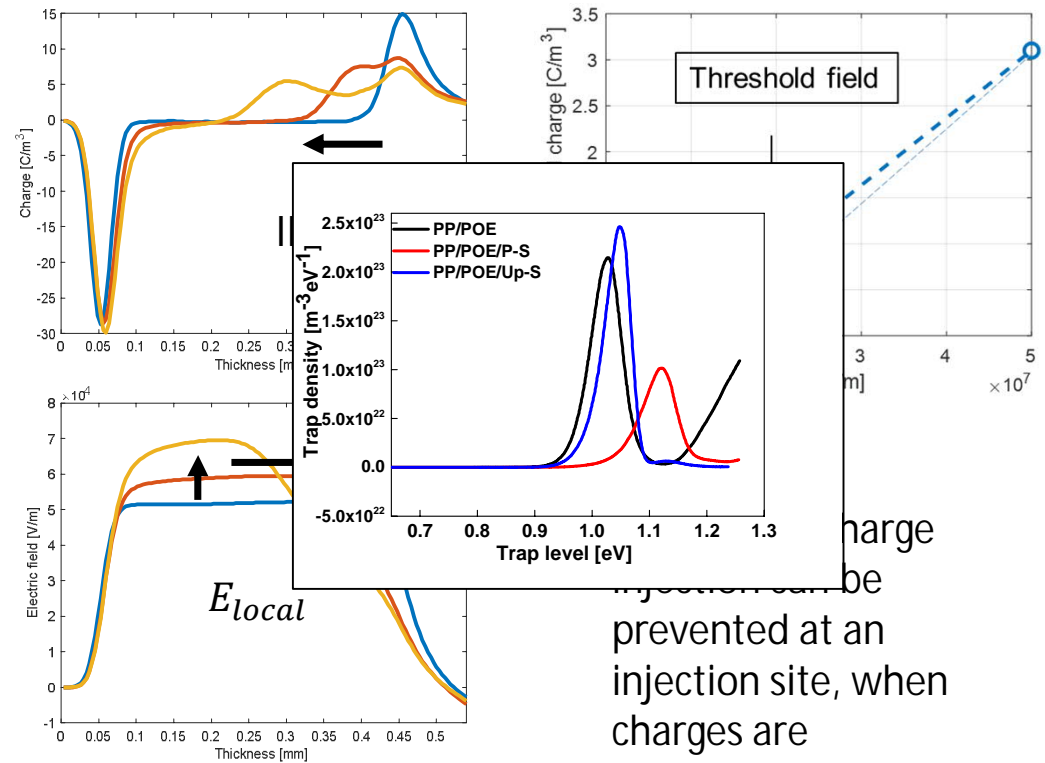 15
10
5
0
-5
-10
-15
-20
-25
-30
Charge [C/m³]
0 0.05 0.1 0.15 0.2 0.25 0.3
Thickness [m
3.5
3
2.5
2
charge [C/m³]
Threshold field
3 4 5
m]
×10⁷
2.5x10²³
2.0x10²³
1.5x10²³
1.0x10²³
5.0x10²²
0.0
-5.0x10²²
Trap density [m⁻³eV⁻¹]
PP/POE
PP/POE/P-S
PP/POE/Up-S
0.7 0.8 0.9 1.0 1.1 1.2 1.3
Trap level [eV]
×10⁴
8
7
6
5
4
3
2
1
0
-1
Electric field [V/m]
E_local
0 0.05 0.1 0.15 0.2 0.25 0.3 0.35 0.4 0.45 0.5
Thickness [mm]
harge
injection can be
prevented at an
injection site, when
charges are